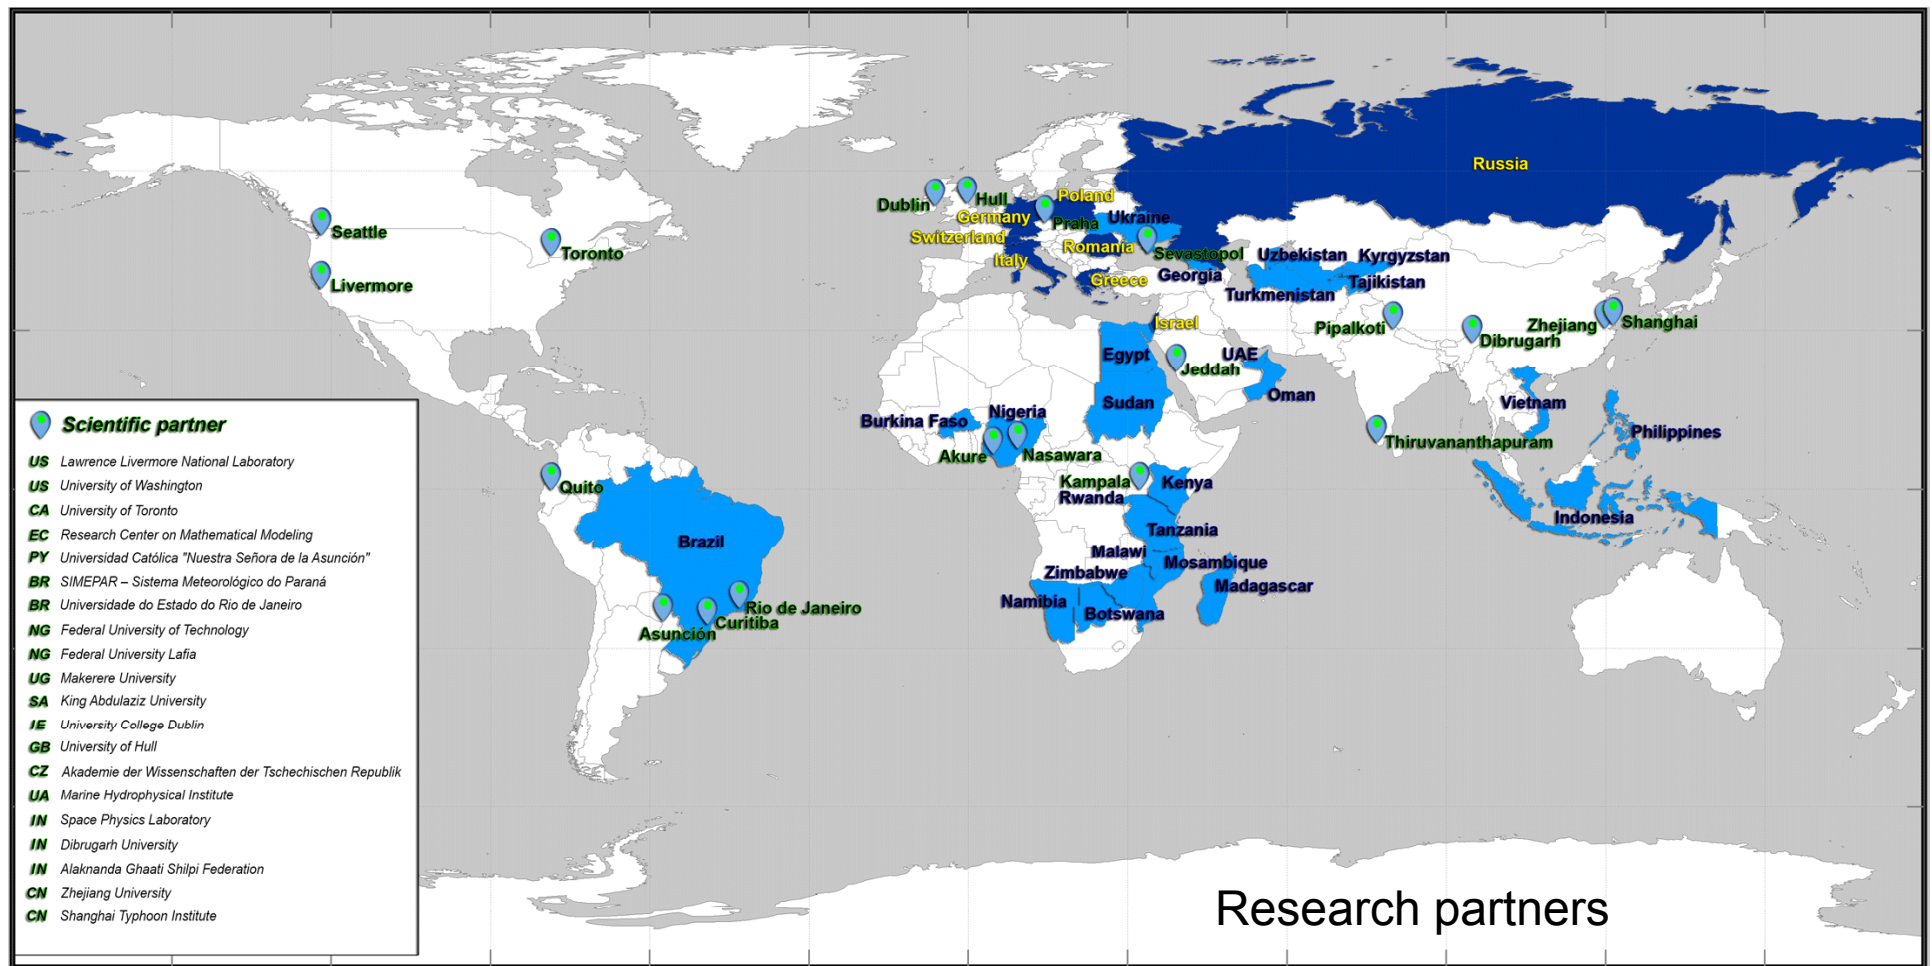 Russia
Dublin
Hull
Poland
Germany
Praha
Ukraine
Seattle
Switzerland
Romania
Sevastopol
Toronto
Italy
Uzbekistan
Kyrgyzstan
Georgia
Greece
Tajikistan
Livermore
Turkmenistan
Israel
Pipalkoti
Zhejiang
Shanghai
Dibrugarh
Egypt
UAE
Jeddah
Oman
Sudan
Vietnam
Burkina Faso
Nigeria
Philippines
Thiruvananthapuram
Akure
Nasawara
Quito
Kampala
Kenya
Rwanda
Indonesia
Tanzania
Brazil
Malawi
Mosambique
Zimbabwe
Madagascar
Namibia
Botswana
Rio de Janeiro
Curitiba
Asunción
Scientific partner
US Lawrence Livermore National Laboratory
US University of Washington
CA University of Toronto
EC Research Center on Mathematical Modeling
PY Universidad Católica "Nuestra Señora de la Asunción"
BR SIMEPAR – Sistema Meteorológico do Paraná
BR Universidade do Estado do Rio de Janeiro
NG Federal University of Technology
NG Federal University Lafia
UG Makerere University
SA King Abdulaziz University
IE University College Dublin
GB University of Hull
CZ Akademie der Wissenschaften der Tschechischen Republik
UA Marine Hydrophysical Institute
IN Space Physics Laboratory
IN Dibrugarh University
IN Alaknanda Ghaati Shilpi Federation
CN Zhejiang University
CN Shanghai Typhoon Institute
Research partners